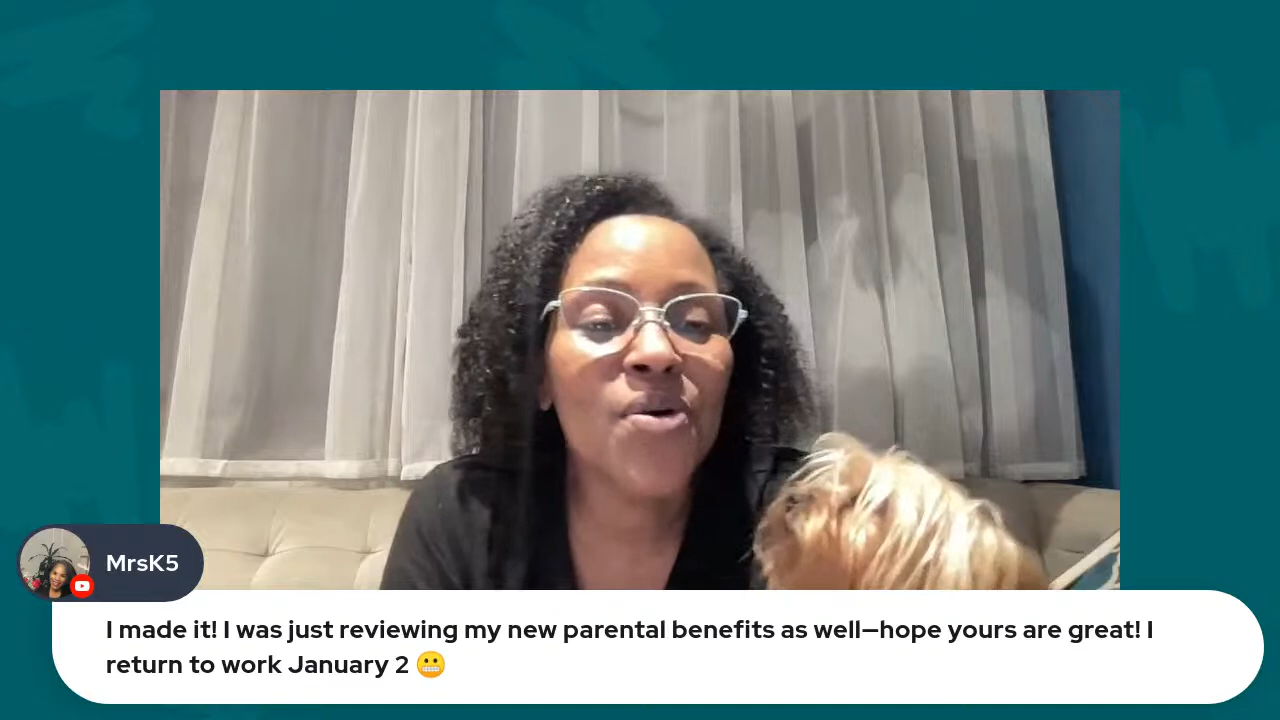 MrsK5
I made it! I was just reviewing my new parental benefits as well—hope yours are great! I
return to work January 2 😬